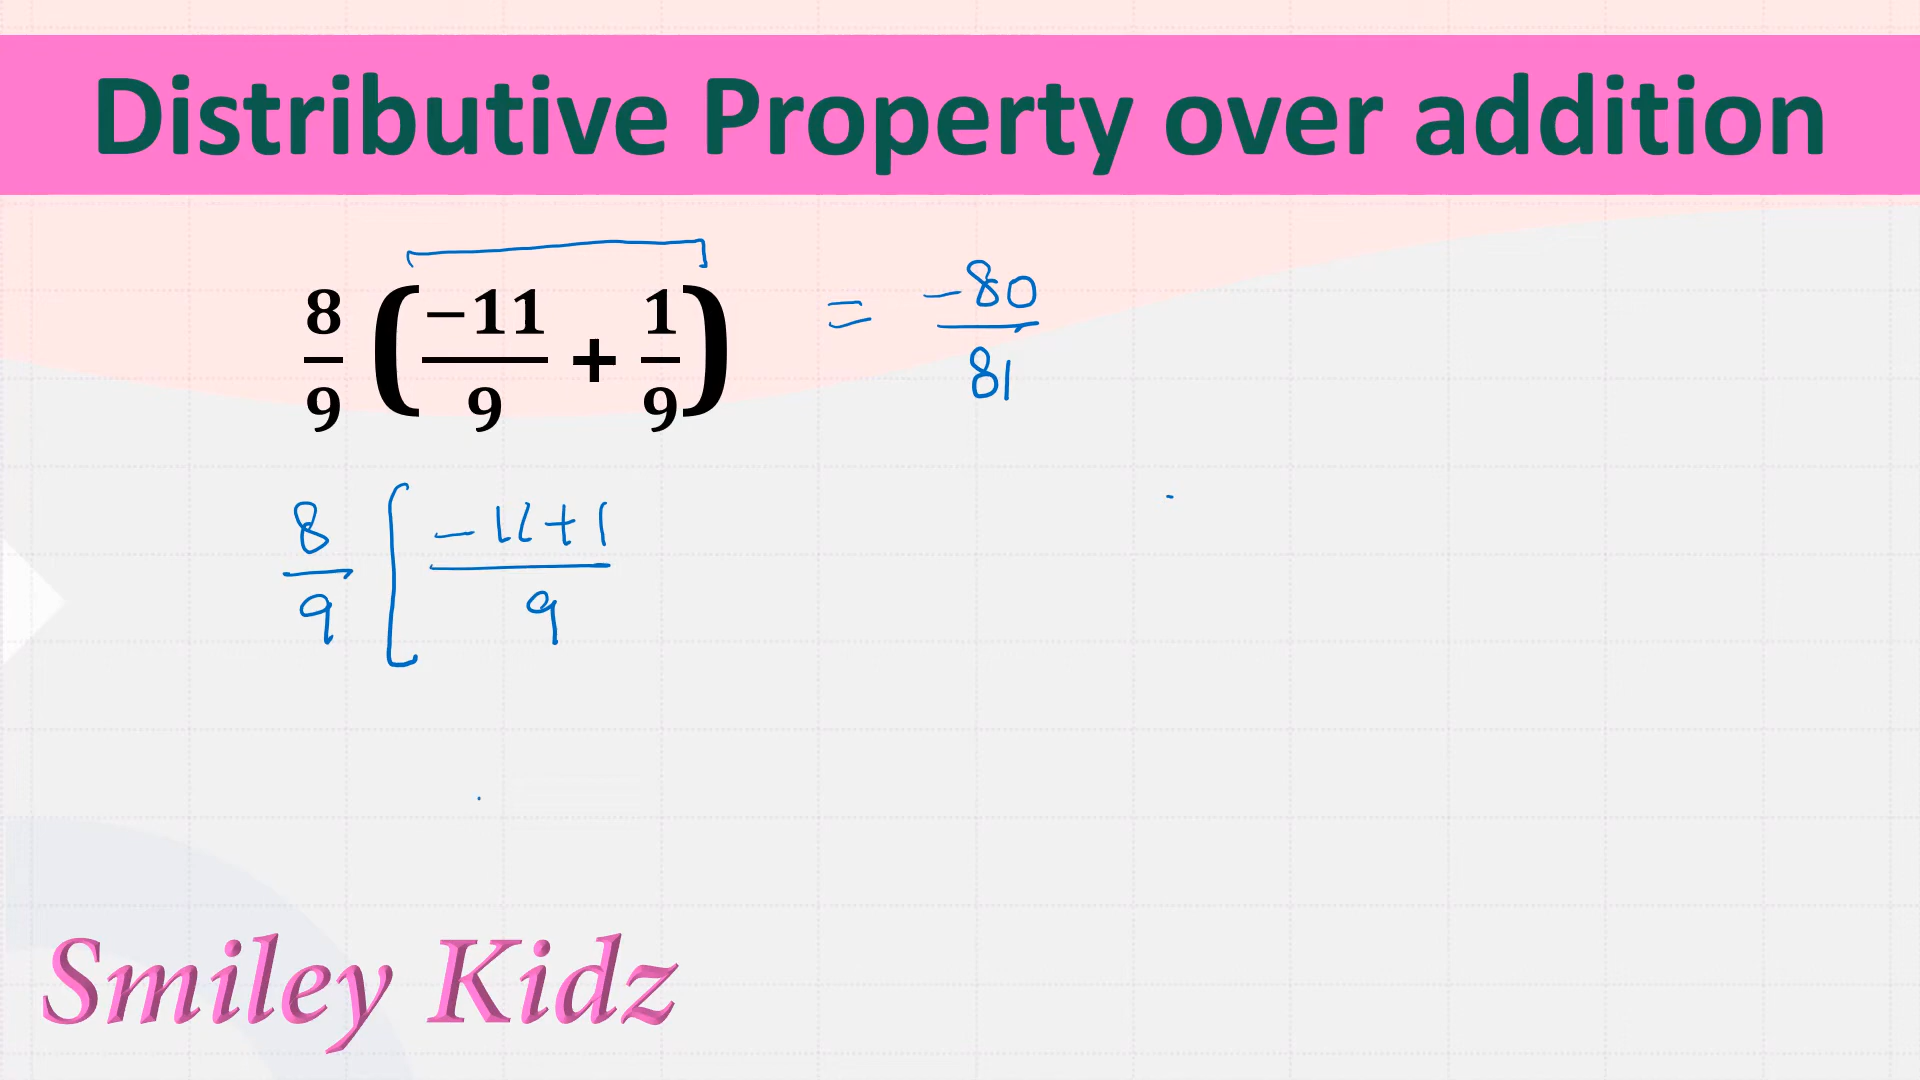 Distributive Property over addition
8/9 (−11/9 + 1/9) = −80/81
8/9 [ −11+1/9
Smiley Kidz